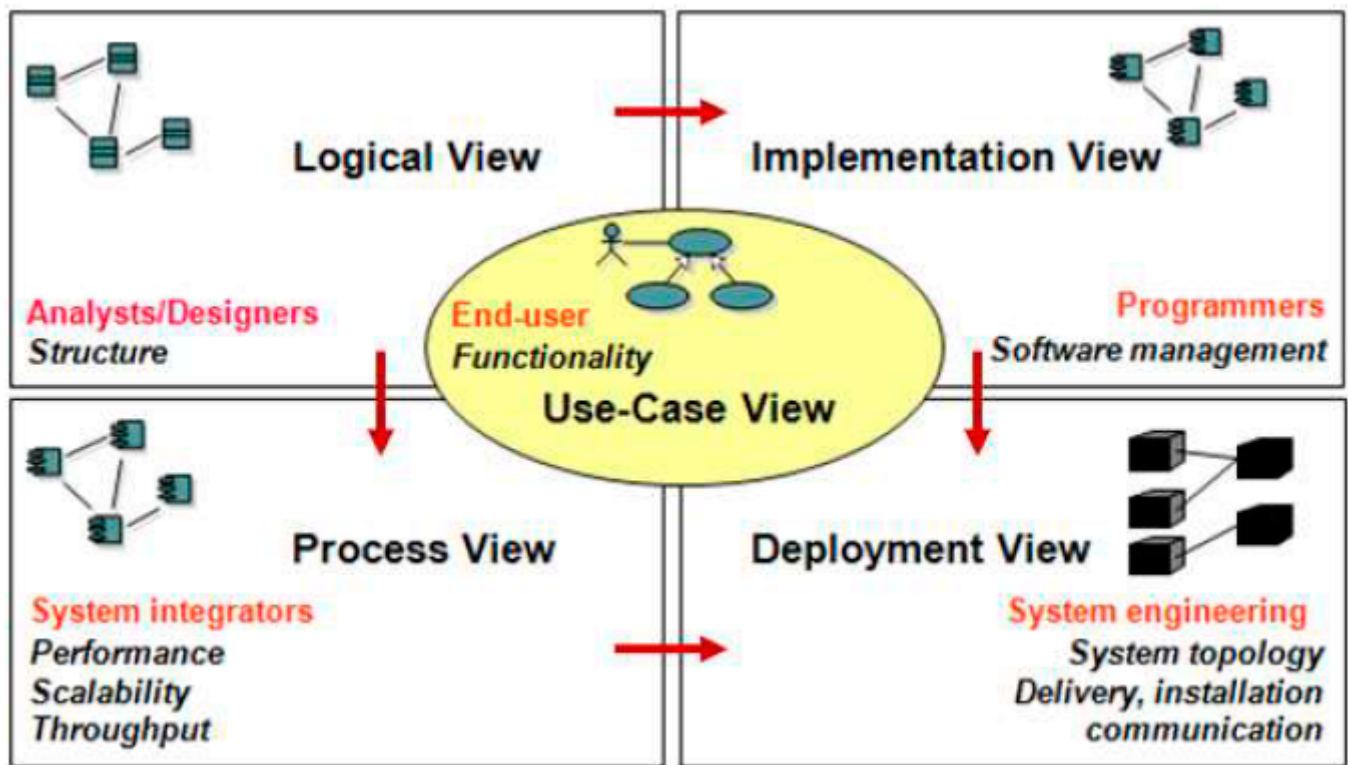 Logical View
Analysts/Designers
Structure
Implementation View
Programmers
Software management
End-user
Functionality
Use-Case View
Process View
System integrators
Performance
Scalability
Throughput
Deployment View
System engineering
System topology
Delivery, installation
communication